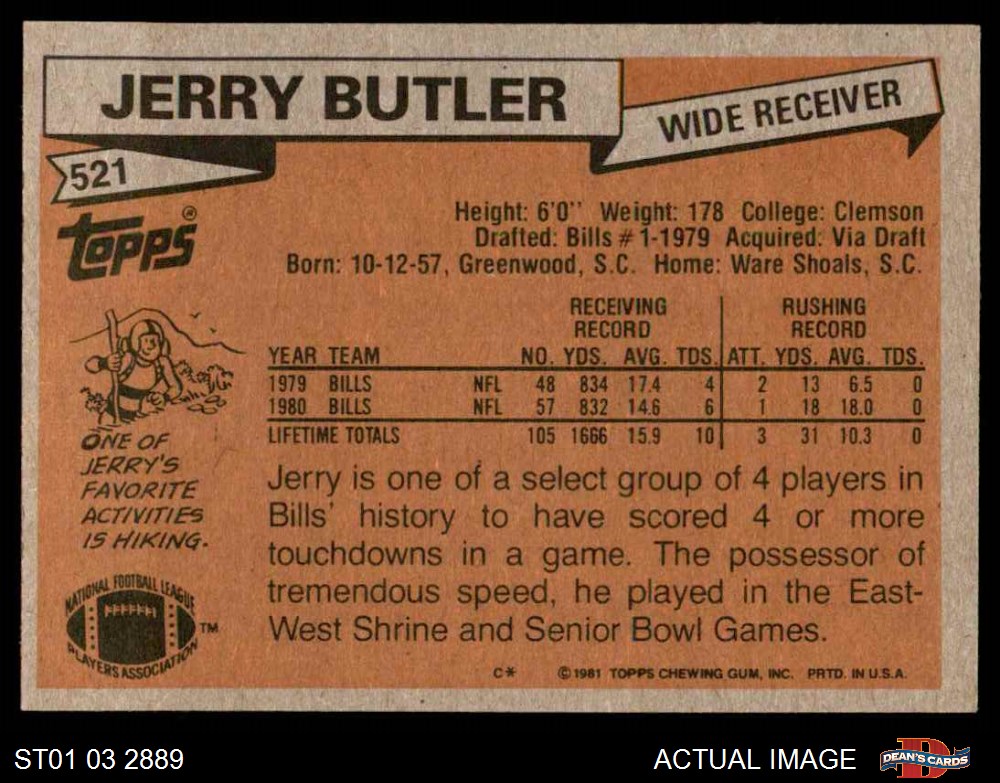 JERRY BUTLER
WIDE RECEIVER
521
topps®
Height: 6'0'' Weight: 178 College: Clemson
Drafted: Bills #1-1979 Acquired: Via Draft
Born: 10-12-57, Greenwood, S.C. Home: Ware Shoals, S.C.
RECEIVING RUSHING
RECORD RECORD
YEAR TEAM NO. YDS. AVG. TDS. ATT. YDS. AVG. TDS.
1979 BILLS NFL 48 834 17.4 4 2 13 6.5 0
1980 BILLS NFL 57 832 14.6 6 1 18 18.0 0
LIFETIME TOTALS 105 1666 15.9 10 3 31 10.3 0
ONE OF
JERRY'S
FAVORITE
ACTIVITIES
IS HIKING.
Jerry is one of a select group of 4 players in
Bills' history to have scored 4 or more
touchdowns in a game. The possessor of
tremendous speed, he played in the East-
West Shrine and Senior Bowl Games.
NATIONAL FOOTBALL LEAGUE
PLAYERS ASSOCIATION
TM
C* ©1981 TOPPS CHEWING GUM, INC. PRTD. IN U.S.A.
ST01 03 2889
ACTUAL IMAGE
DEAN'S CARDS